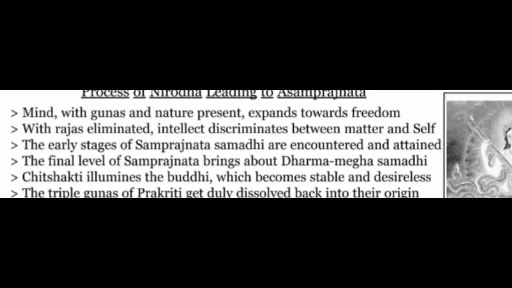 Process of Nirodha Leading to Asamprajnata
> Mind, with gunas and nature present, expands towards freedom
> With rajas eliminated, intellect discriminates between matter and Self
> The early stages of Samprajnata samadhi are encountered and attained
> The final level of Samprajnata brings about Dharma-megha samadhi
> Chitshakti illumines the buddhi, which becomes stable and desireless
> The triple gunas of Prakriti get duly dissolved back into their origin